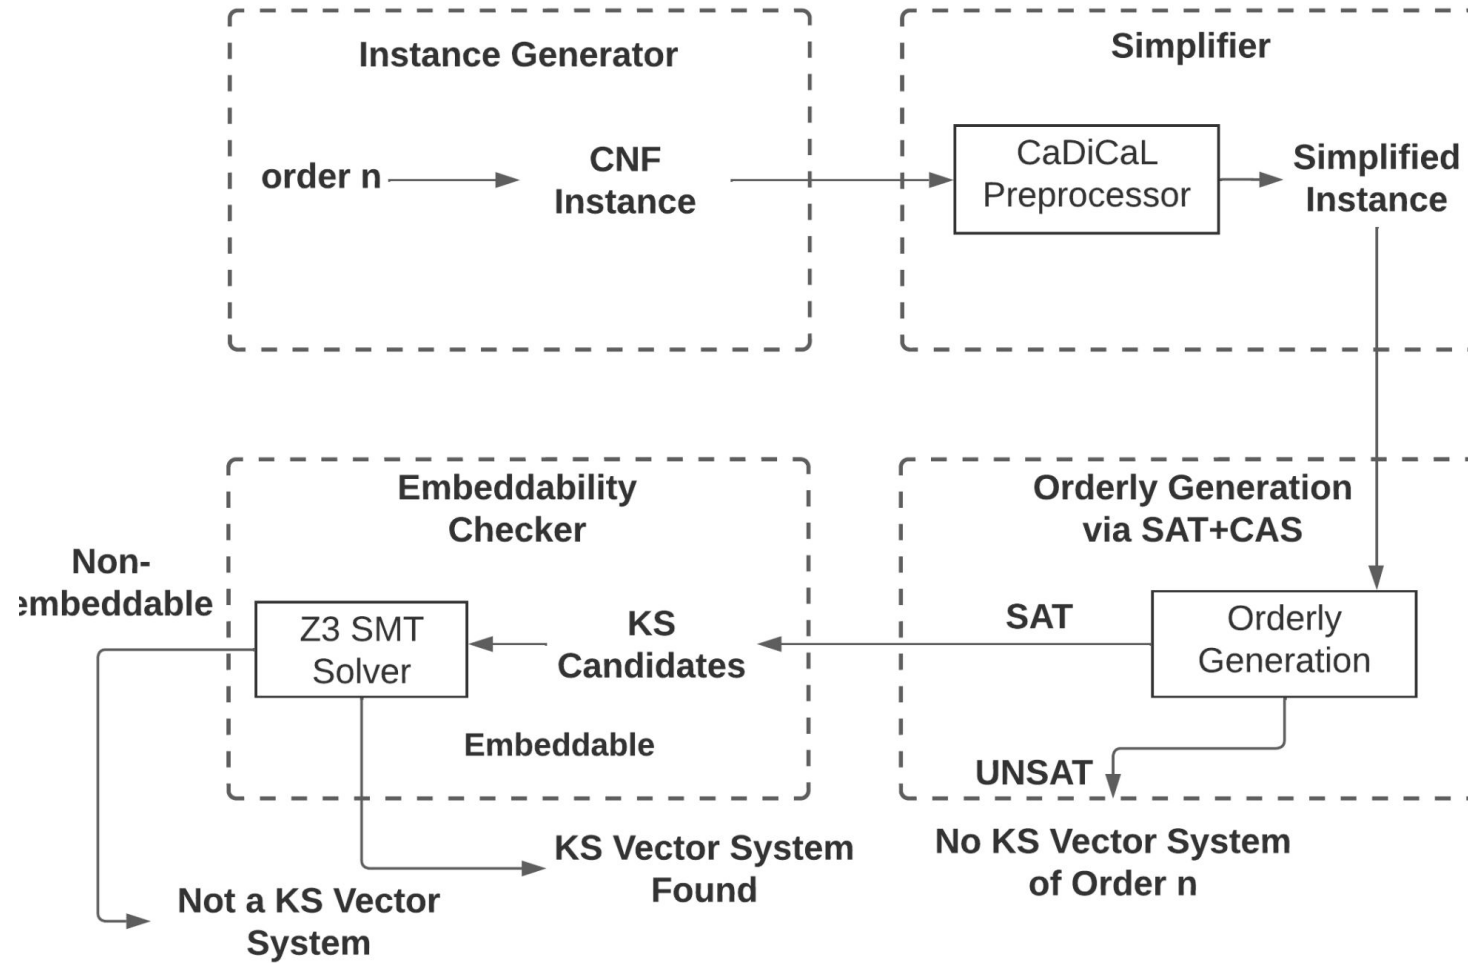 Instance Generator
order n
CNF
Instance
Simplifier
CaDiCaL
Preprocessor
Simplified
Instance
Orderly Generation
via SAT+CAS
Orderly
Generation
SAT
UNSAT
No KS Vector System
of Order n
Embeddability
Checker
KS
Candidates
Z3 SMT
Solver
Embeddable
KS Vector System
Found
Non-
embeddable
Not a KS Vector
System